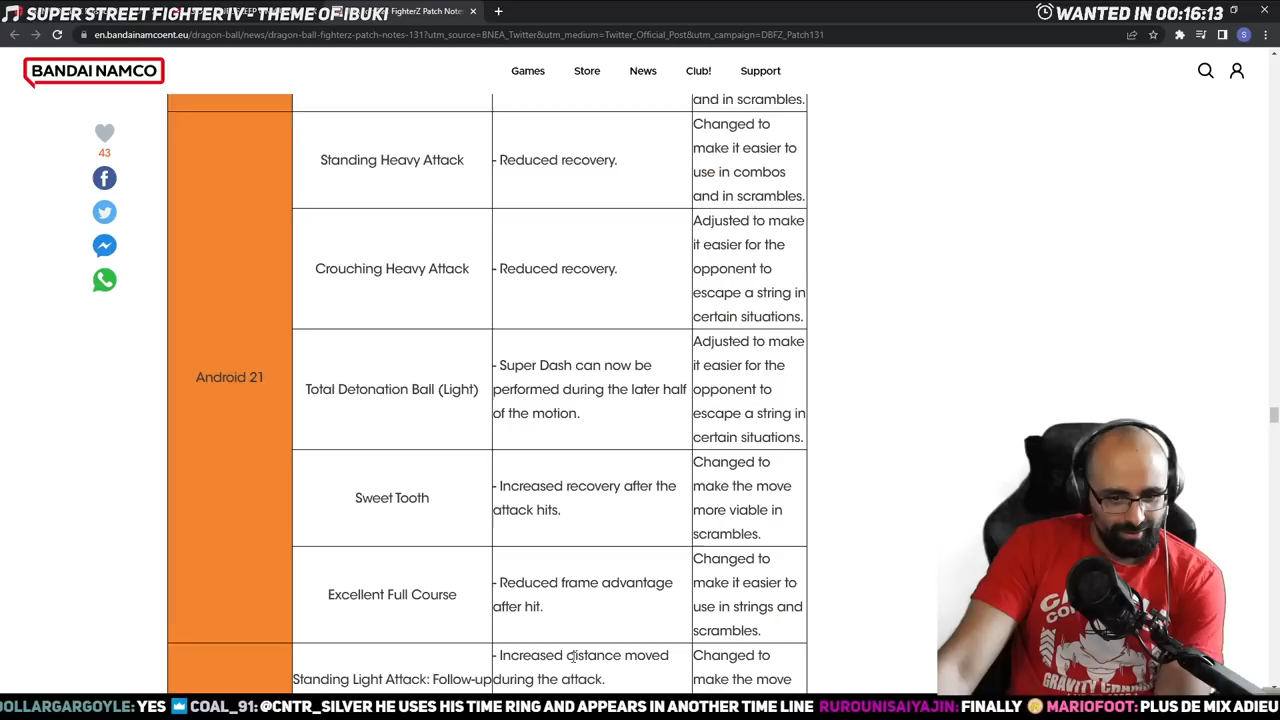 SUPER STREET FIGHTER IV - THEME OF IBUKI
FighterZ Patch Note
WANTED IN 00:16:13
en.bandainamcoent.eu/dragon-ball/news/dragon-ball-fighterz-patch-notes-131?utm_source=BNEA_Twitter&utm_medium=Twitter_Official_Post&utm_campaign=DBFZ_Patch131
S
BANDAI NAMCO
Games
Store
News
Club!
Support
43
and in scrambles.
Android 21
Standing Heavy Attack
- Reduced recovery.
Changed to
make it easier to
use in combos
and in scrambles.
Crouching Heavy Attack
- Reduced recovery.
Adjusted to make
it easier for the
opponent to
escape a string in
certain situations.
Total Detonation Ball (Light)
- Super Dash can now be
performed during the later half
of the motion.
Adjusted to make
it easier for the
opponent to
escape a string in
certain situations.
Sweet Tooth
- Increased recovery after the
attack hits.
Changed to
make the move
more viable in
scrambles.
Excellent Full Course
- Reduced frame advantage
after hit.
Changed to
make it easier to
use in strings and
scrambles.
Standing Light Attack: Follow-up
- Increased distance moved
during the attack.
Changed to
make the move
GRAVITY
DOLLARGARGOYLE: YES COAL_91: @CNTR_SILVER HE USES HIS TIME RING AND APPEARS IN ANOTHER TIME LINE RUROUNISAIYAJIN: FINALLY MARIOFOOT: PLUS DE MIX ADIEU